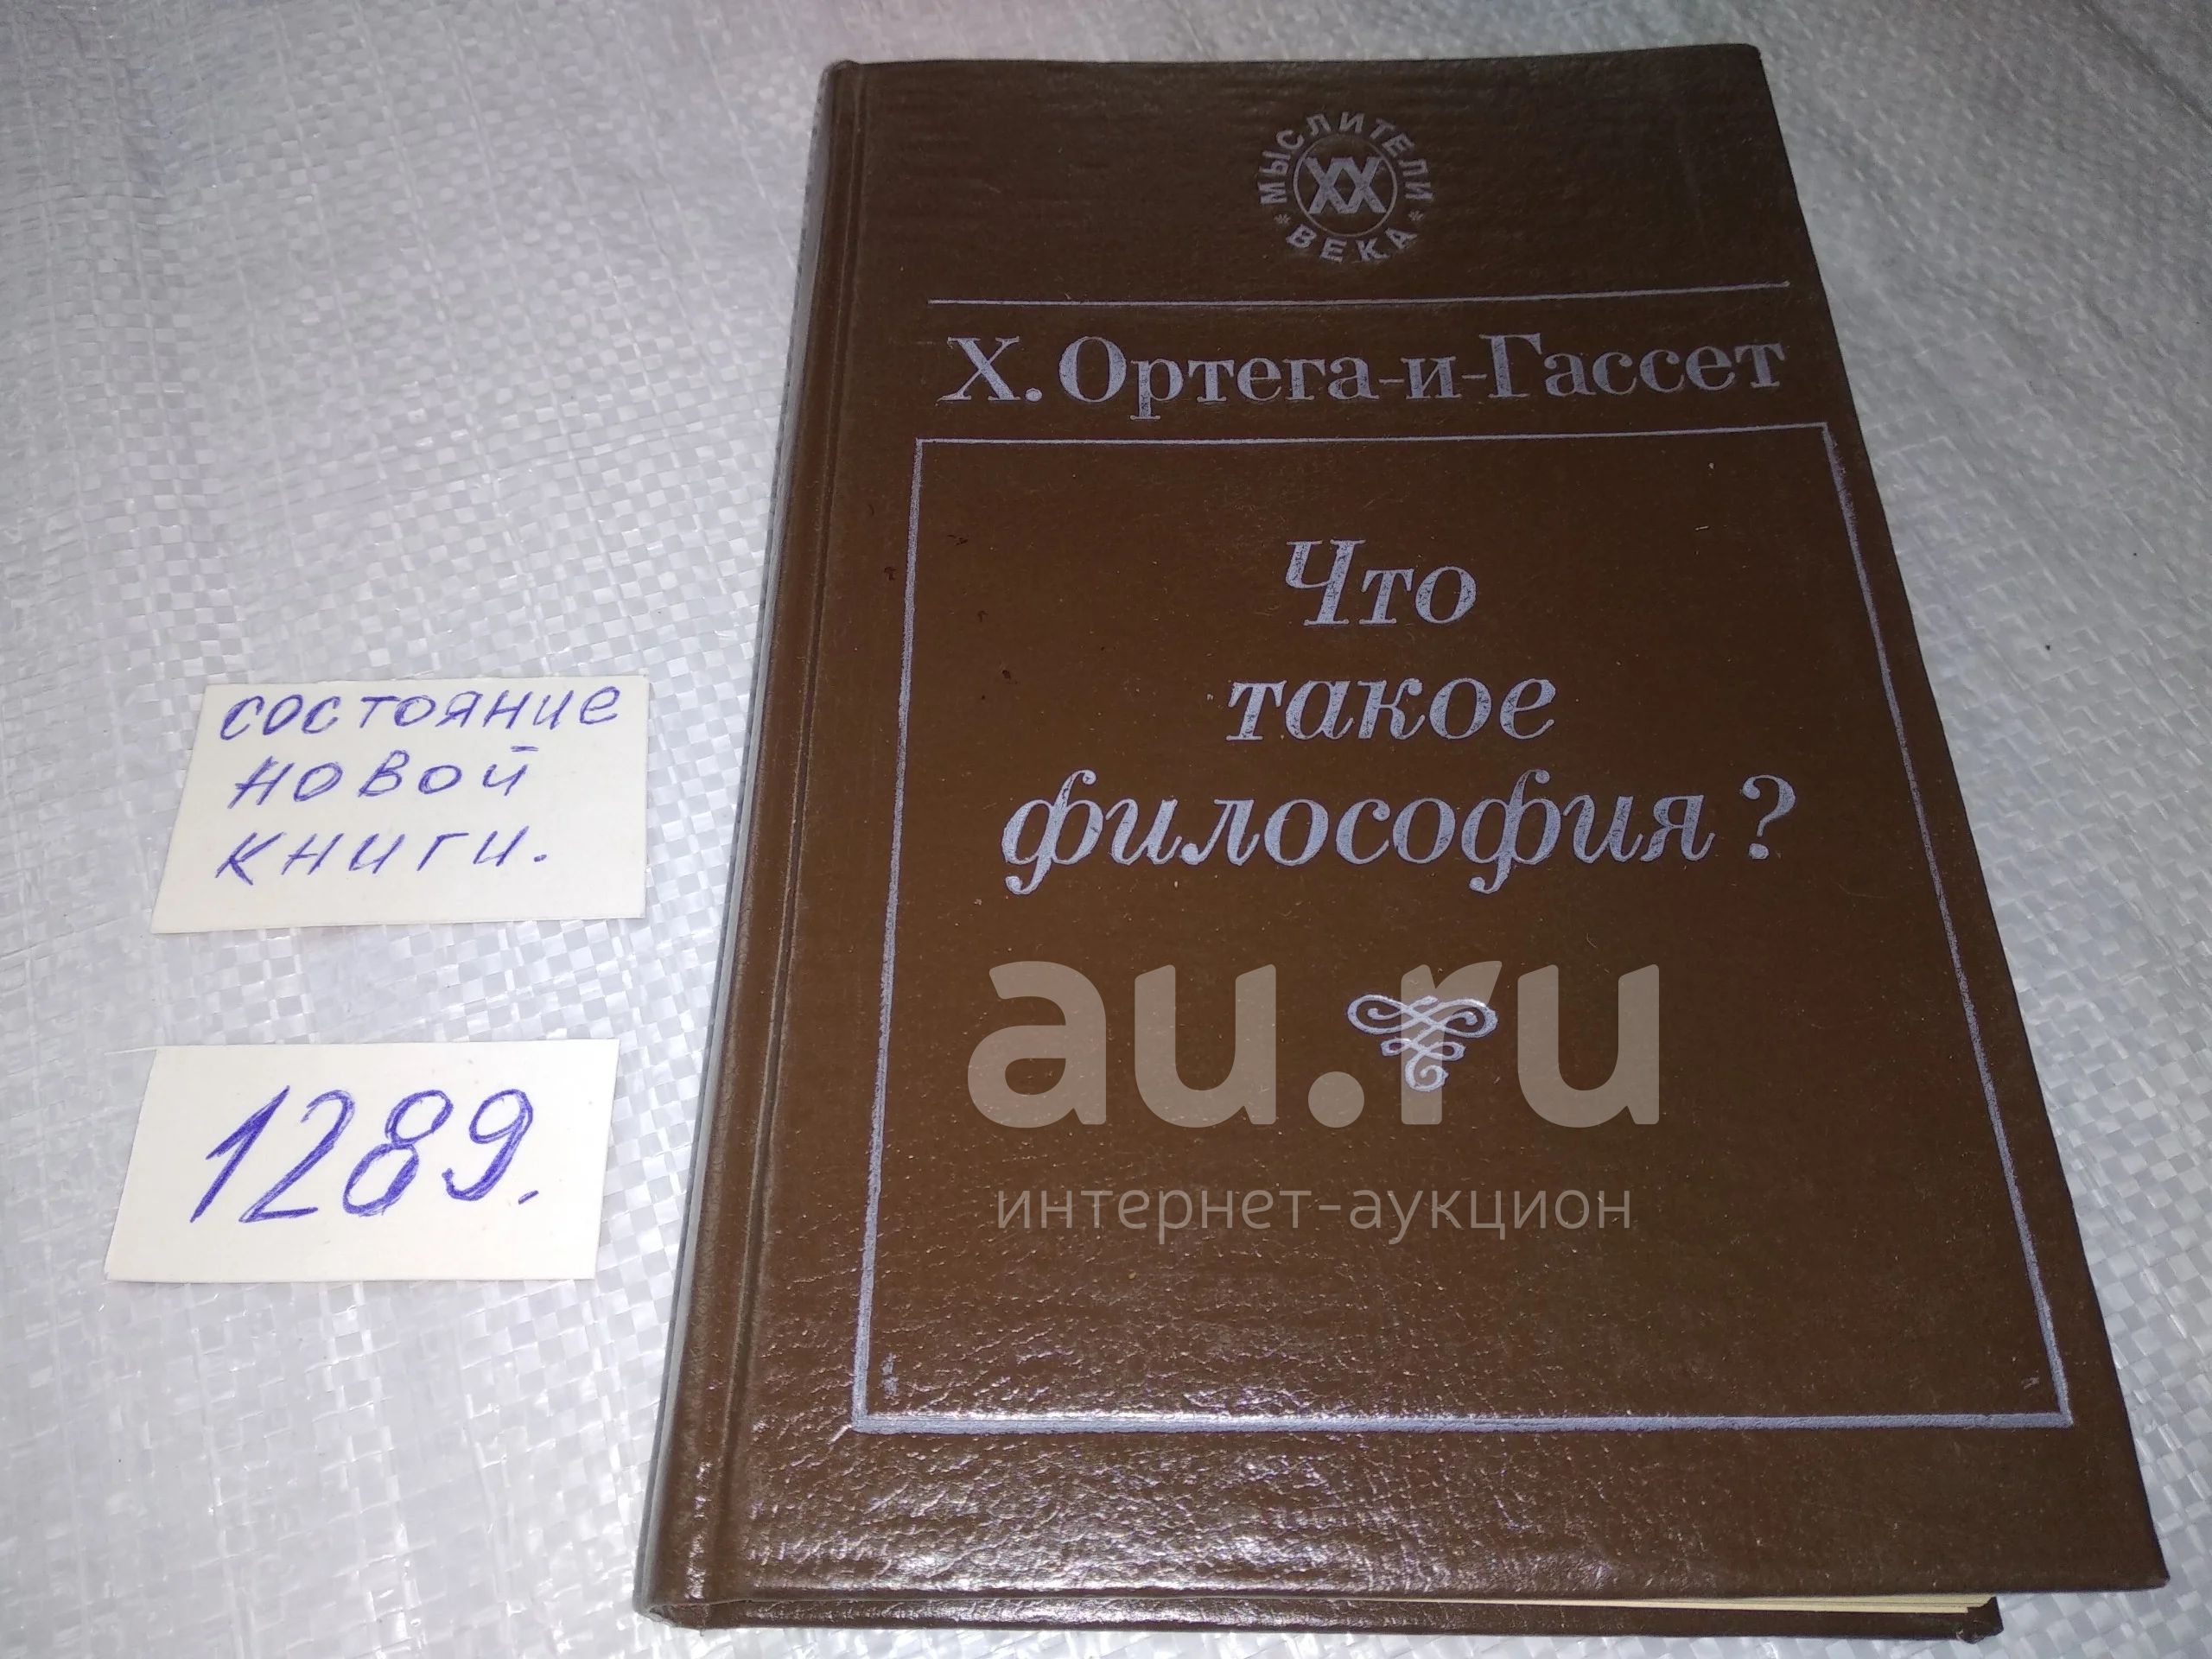 МЫСЛИТЕЛИ
XX
* ВЕКА *
Х. Ортега-и-Гассет
Что
такое
философия?
au.ru
интернет-аукцион
состояние
новой
книги.
1289.